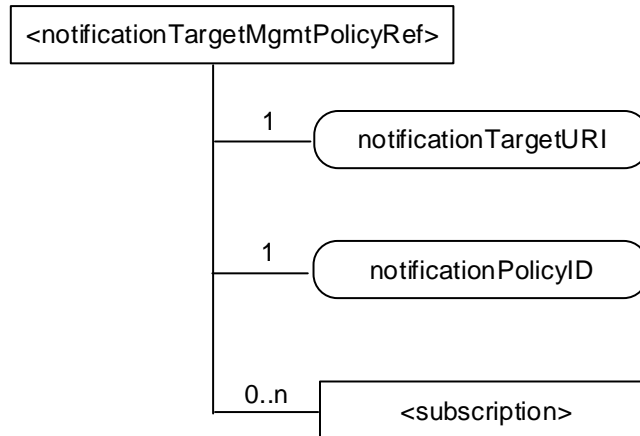 <notificationTargetMgmtPolicyRef>
1
notificationTargetURI
1
notificationPolicyID
0..n
<subscription>